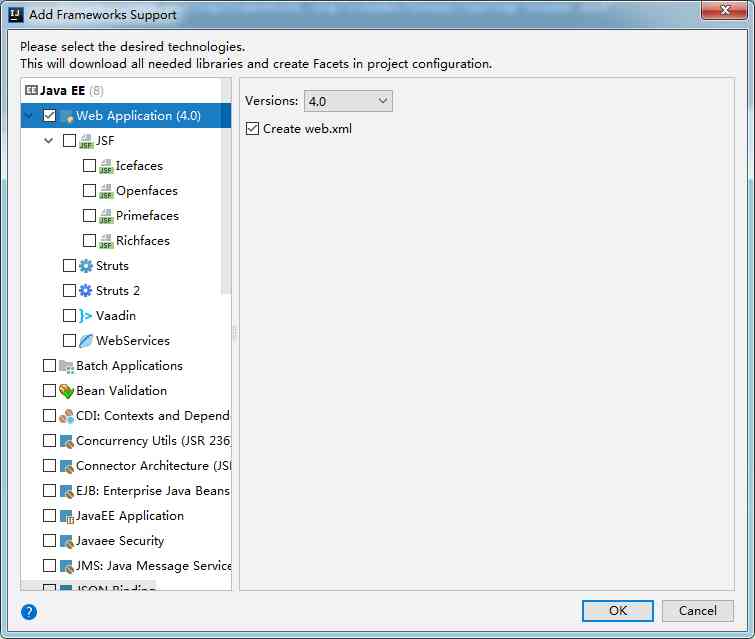 Add Frameworks Support
Please select the desired technologies.
This will download all needed libraries and create Facets in project configuration.
Java EE (8)
Web Application (4.0)
JSF
Icefaces
Openfaces
Primefaces
Richfaces
Struts
Struts 2
Vaadin
WebServices
Batch Applications
Bean Validation
CDI: Contexts and Depend
Concurrency Utils (JSR 236
Connector Architecture (JSI
EJB: Enterprise Java Beans
JavaEE Application
Javaee Security
JMS: Java Message Service
JSON Binding
Versions: 4.0
Create web.xml
OK
Cancel